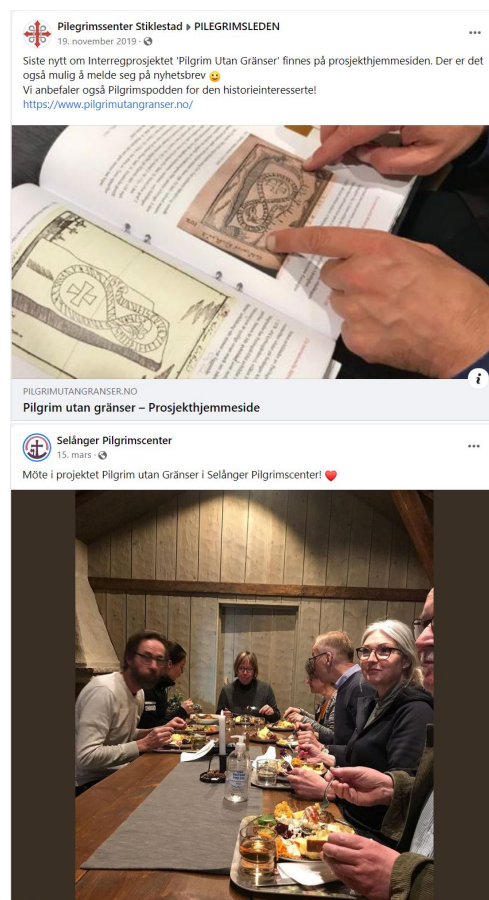 Pilegrimssenter Stiklestad ▸ PILEGRIMSLEDEN
19. november 2019 ·
Siste nytt om Interregprosjektet 'Pilgrim Utan Gränser' finnes på prosjekthjemmesiden. Der er det
også mulig å melde seg på nyhetsbrev 😀
Vi anbefaler også Pilgrimspodden for den historieinteresserte!
https://www.pilgrimutangranser.no/
PILGRIMUTANGRANSER.NO
Pilgrim utan gränser – Prosjekthjemmeside
Selånger Pilgrimscenter
15. mars ·
Möte i projektet Pilgrim utan Gränser i Selånger Pilgrimscenter! ❤️